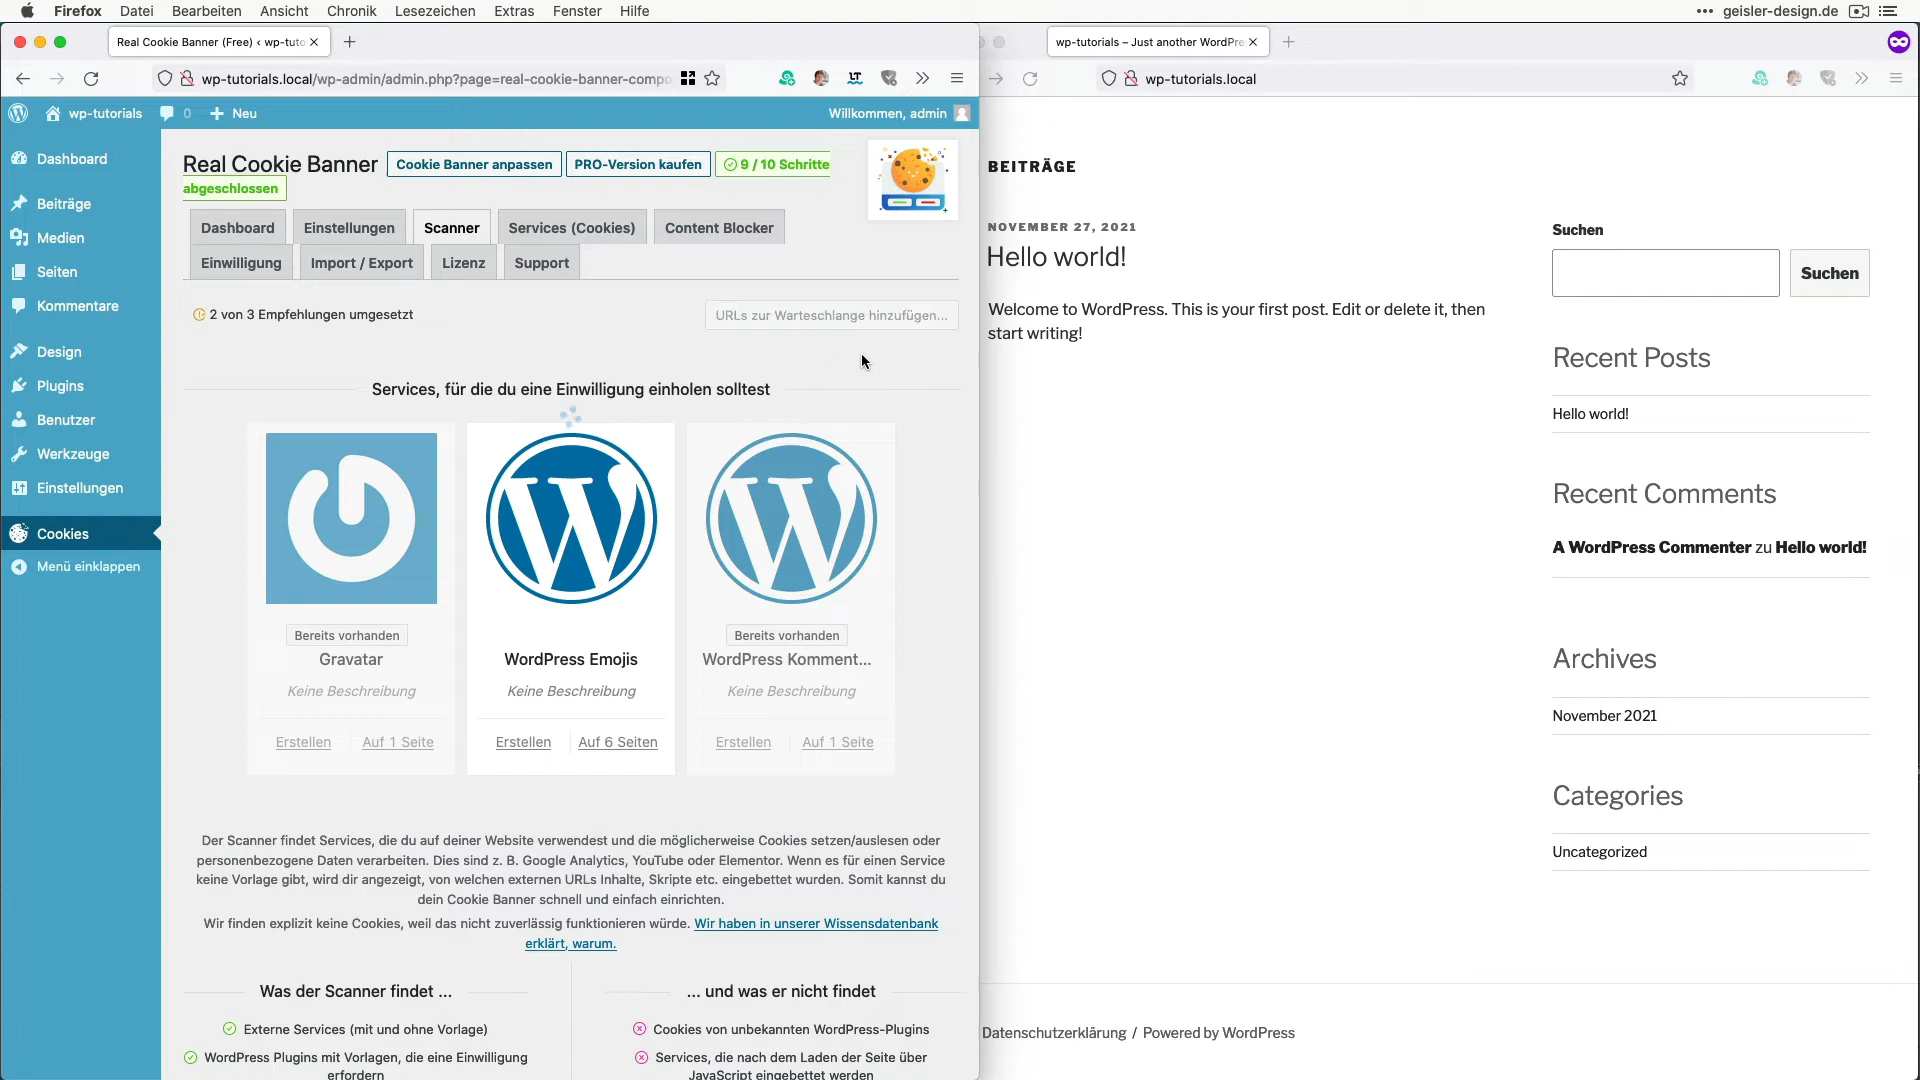 Firefox Datei Bearbeiten Ansicht Chronik Lesezeichen Extras Fenster Hilfe
geisler-design.de
Real Cookie Banner (Free) ‹ wp-tuto
wp-tutorials – Just another WordPre
wp-tutorials.local/wp-admin/admin.php?page=real-cookie-banner-compo
LT
wp-tutorials.local
wp-tutorials 0 Neu
Willkommen, admin
Dashboard
Beiträge
Medien
Seiten
Kommentare
Design
Plugins
Benutzer
Werkzeuge
Einstellungen
Cookies
Menü einklappen
Real Cookie Banner Cookie Banner anpassen PRO-Version kaufen 9 / 10 Schritte
abgeschlossen
Dashboard Einstellungen Scanner Services (Cookies) Content Blocker
Einwilligung Import / Export Lizenz Support
2 von 3 Empfehlungen umgesetzt
URLs zur Warteschlange hinzufügen...
Services, für die du eine Einwilligung einholen solltest
Bereits vorhanden
Gravatar
Keine Beschreibung
Erstellen Auf 1 Seite
WordPress Emojis
Keine Beschreibung
Erstellen Auf 6 Seiten
Bereits vorhanden
WordPress Komment...
Keine Beschreibung
Erstellen Auf 1 Seite
Der Scanner findet Services, die du auf deiner Website verwendest und die möglicherweise Cookies setzen/auslesen oder
personenbezogene Daten verarbeiten. Dies sind z. B. Google Analytics, YouTube oder Elementor. Wenn es für einen Service
keine Vorlage gibt, wird dir angezeigt, von welchen externen URLs Inhalte, Skripte etc. eingebettet wurden. Somit kannst du
dein Cookie Banner schnell und einfach einrichten.
Wir finden explizit keine Cookies, weil das nicht zuverlässig funktionieren würde. Wir haben in unserer Wissensdatenbank
erklärt, warum.
Was der Scanner findet ...
Externe Services (mit und ohne Vorlage)
WordPress Plugins mit Vorlagen, die eine Einwilligung
erfordern
... und was er nicht findet
Cookies von unbekannten WordPress-Plugins
Services, die nach dem Laden der Seite über
JavaScript eingebettet werden
BEITRÄGE
NOVEMBER 27, 2021
Hello world!
Welcome to WordPress. This is your first post. Edit or delete it, then
start writing!
Suchen
Suchen
Recent Posts
Hello world!
Recent Comments
A WordPress Commenter zu Hello world!
Archives
November 2021
Categories
Uncategorized
Datenschutzerklärung / Powered by WordPress